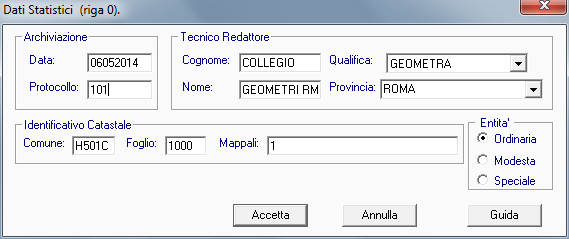 Dati Statistici (riga 0).
Archiviazione
Data: 06052014
Protocollo: 101
Tecnico Redattore
Cognome: COLLEGIO Qualifica: GEOMETRA
Nome: GEOMETRI RM Provincia: ROMA
Identificativo Catastale
Comune: H501C Foglio: 1000 Mappali: 1
Entita'
Ordinaria
Modesta
Speciale
Accetta Annulla Guida